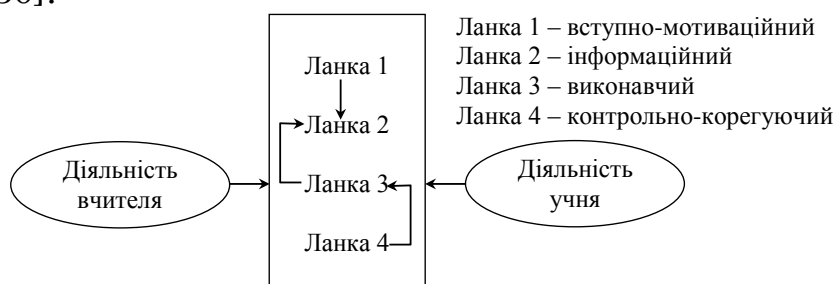 Ланка 1 – вступно-мотиваційний
Ланка 2 – інформаційний
Ланка 3 – виконавчий
Ланка 4 – контрольно-корегуючий
Ланка 1
Ланка 2
Ланка 3
Ланка 4
Діяльність
вчителя
Діяльність
учня